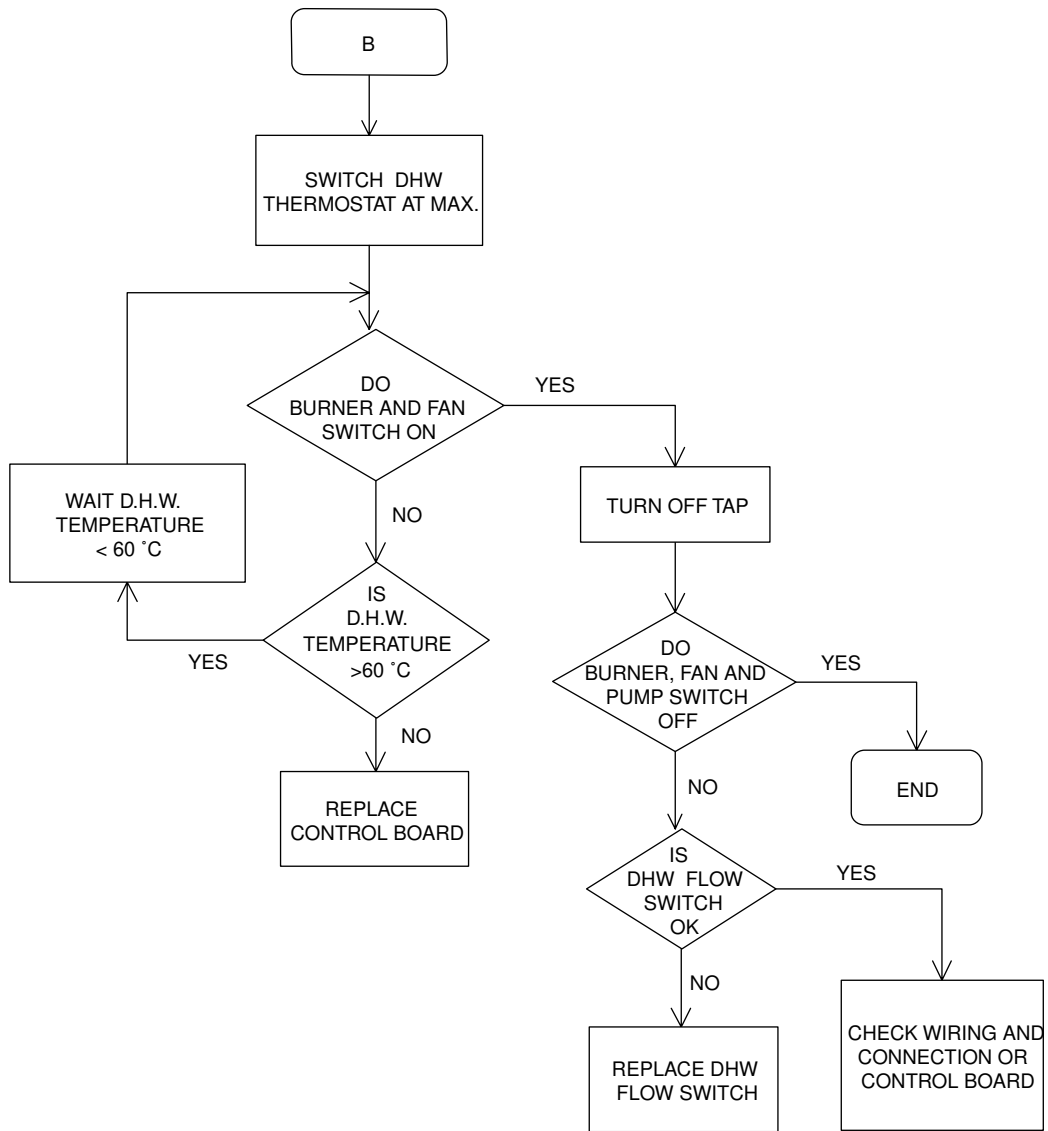 B
SWITCH DHW
THERMOSTAT AT MAX.
DO
BURNER AND FAN
SWITCH ON
YES
NO
WAIT D.H.W.
TEMPERATURE
< 60 ˚C
TURN OFF TAP
IS
D.H.W.
TEMPERATURE
>60 ˚C
YES
NO
REPLACE
CONTROL BOARD
DO
BURNER, FAN AND
PUMP SWITCH
OFF
YES
NO
END
IS
DHW FLOW
SWITCH
OK
YES
NO
REPLACE DHW
FLOW SWITCH
CHECK WIRING AND
CONNECTION OR
CONTROL BOARD